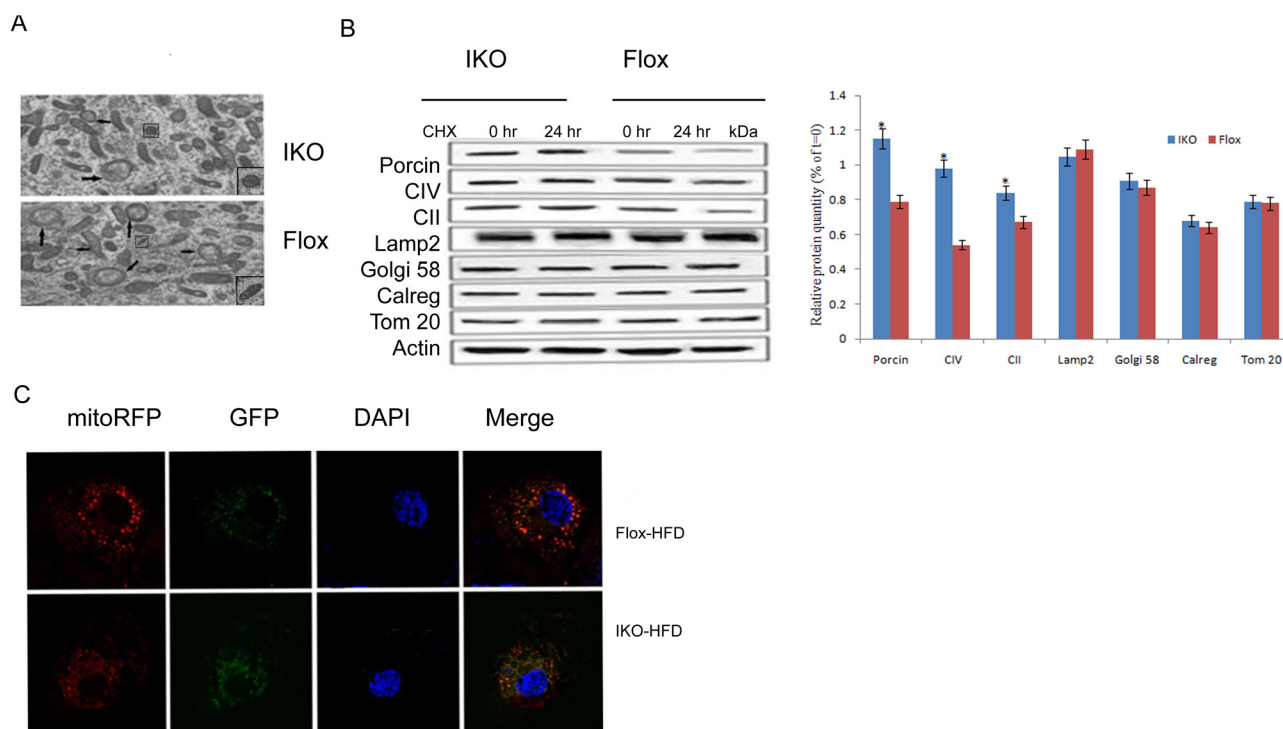 A
IKO
Flox
B
IKO Flox
CHX 0 hr 24 hr 0 hr 24 hr kDa
Porcin
CIV
CII
Lamp2
Golgi 58
Calreg
Tom 20
Actin
Relative protein quantity (% of t=0)
1.4
1.2
1
0.8
0.6
0.4
0.2
0
* * *
IKO Flox
Porcin CIV CII Lamp2 Golgi 58 Calreg Tom 20
C
mitoRFP GFP DAPI Merge
Flox-HFD
IKO-HFD